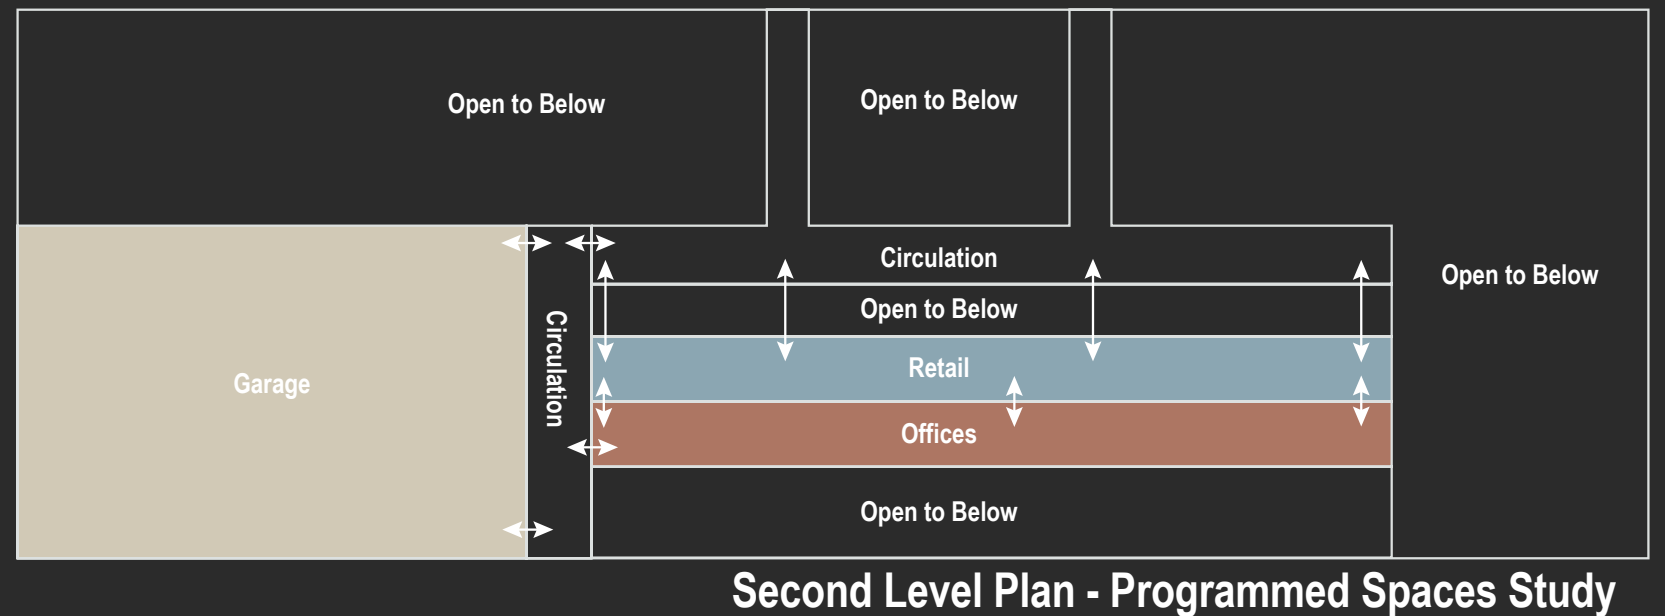 Open to Below
Open to Below
Circulation
Open to Below
Open to Below
Circulation
Retail
Garage
Offices
Open to Below
Second Level Plan - Programmed Spaces Study